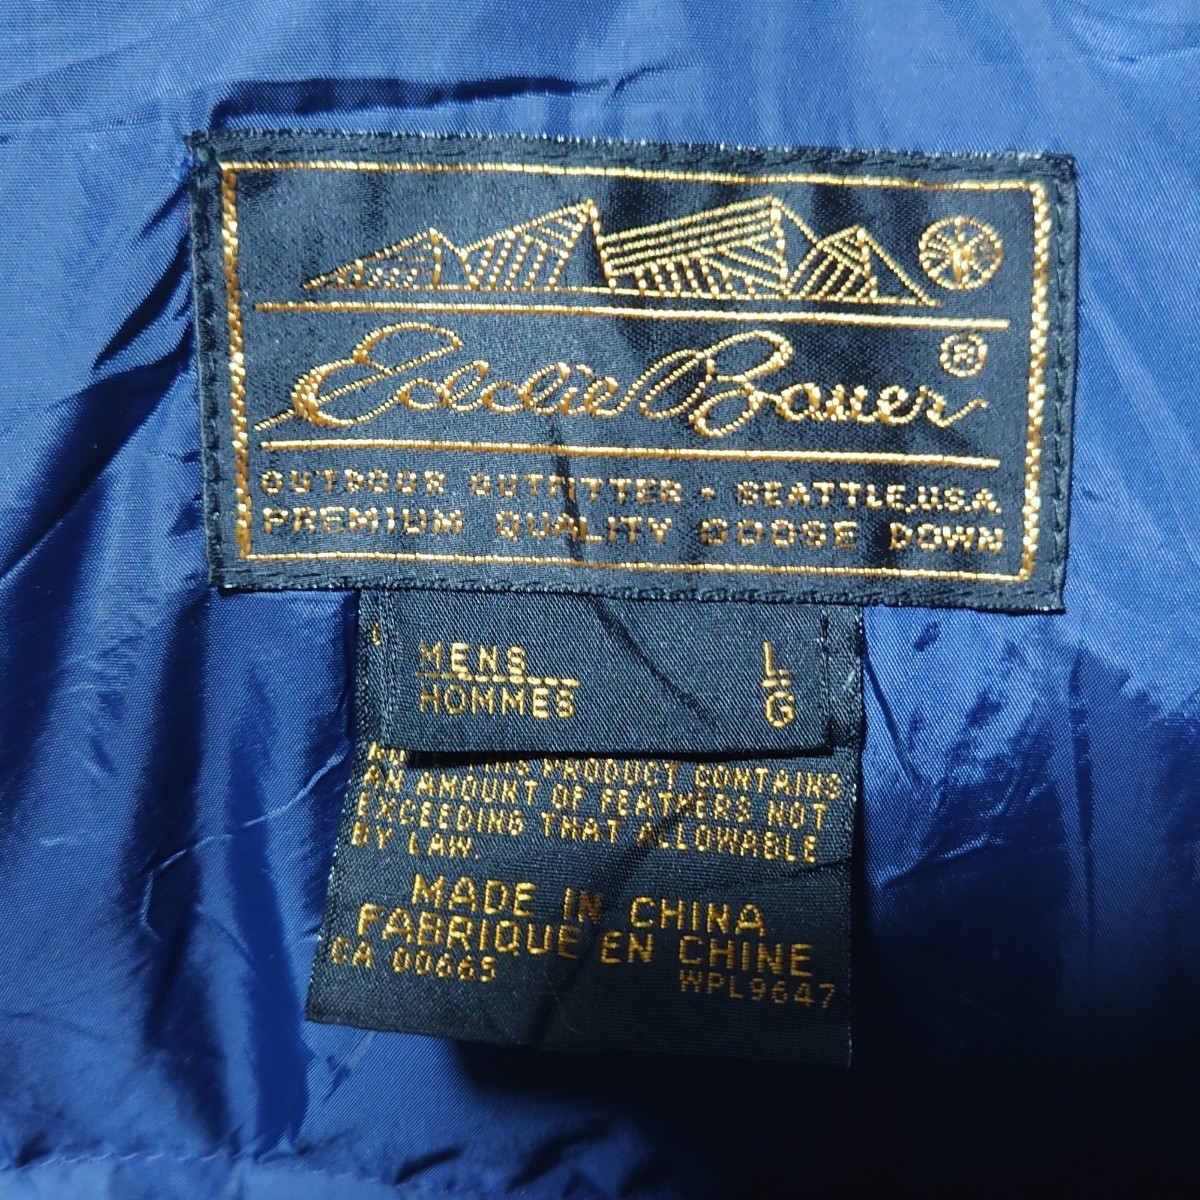 Eddie Bauer ®
OUTDOOR OUTFITTER · SEATTLE, U.S.A.
PREMIUM QUALITY GOOSE DOWN
MENS L
HOMMES G
PRODUCT CONTAINS
AN AMOUNT OF FEATHERS NOT
EXCEEDING THAT ALLOWABLE
BY LAW.
MADE IN CHINA
FABRIQUE EN CHINE
CA 00665 WPL9647